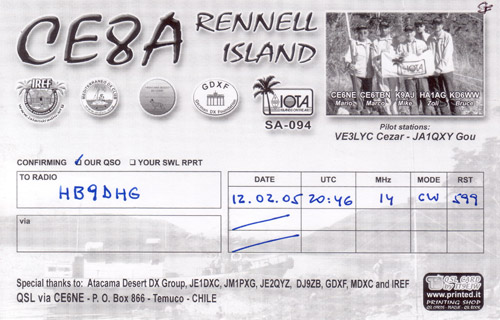 CE8A RENNELL ISLAND
IREF
GDXF
IOTA
SA-094
CE6NE CE6TBN K9AJ HA1AG KD6WW
Mario Marco Mike Zoli Bruce
Pilot stations:
VE3LYC Cezar - JA1QXY Gou
CONFIRMING OUR QSO YOUR SWL RPRT
TO RADIO DATE UTC MHz MODE RST
HB9DHG 12.02.05 20:46 14 CW 599
via
Special thanks to: Atacama Desert DX Group, JE1DXC, JM1PXG, JE2QYZ, DJ9ZB, GDXF, MDXC and IREF
QSL via CE6NE - P. O. Box 866 - Temuco - CHILE
QSL CARD
www.printed.it
PRINTING SHOP